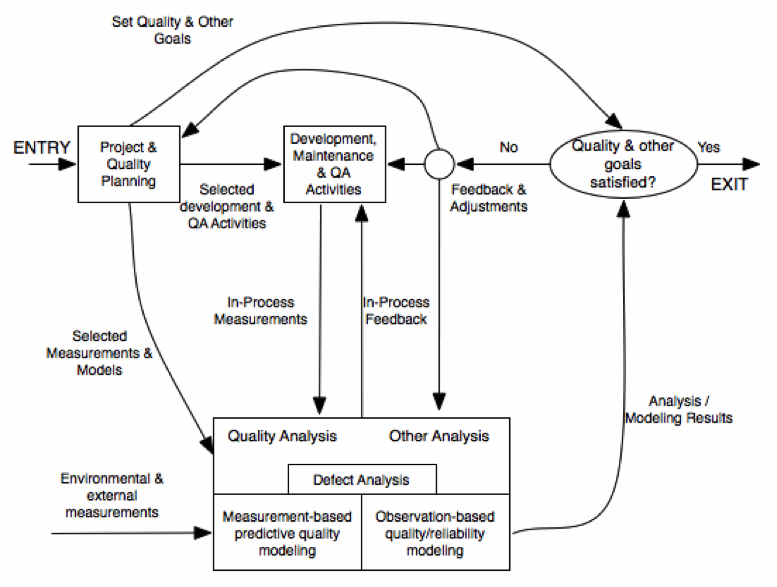 Set Quality & Other
Goals
ENTRY
Project &
Quality
Planning
Development,
Maintenance
& QA
Activities
No
Quality & other
goals
satisfied?
Yes
EXIT
Selected
development &
QA Activities
Feedback &
Adjustments
In-Process
Measurements
In-Process
Feedback
Selected
Measurements &
Models
Analysis /
Modeling Results
Quality Analysis
Other Analysis
Defect Analysis
Environmental &
external
measurements
Measurement-based
predictive quality
modeling
Observation-based
quality/reliability
modeling